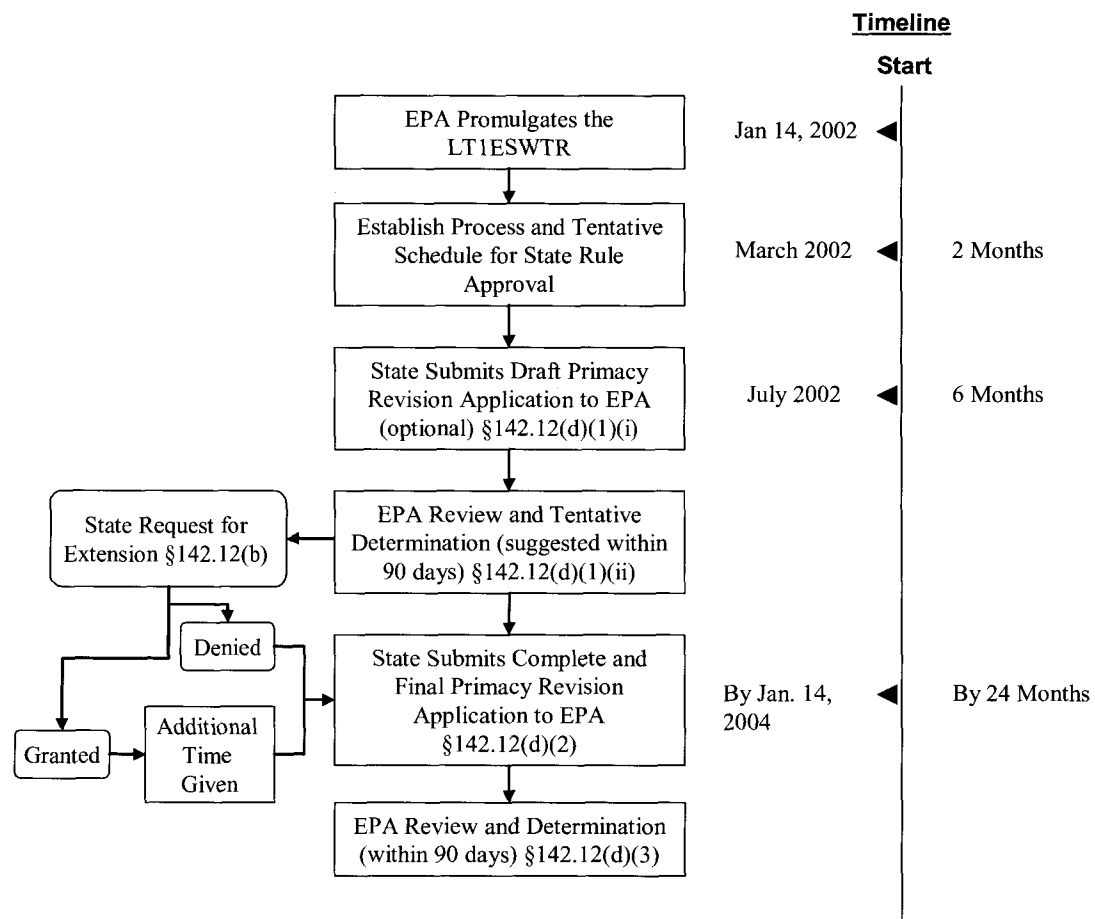 Timeline
Start
EPA Promulgates the
LT1ESWTR
Jan 14, 2002
Establish Process and Tentative
Schedule for State Rule
Approval
March 2002
2 Months
State Submits Draft Primacy
Revision Application to EPA
(optional) §142.12(d)(1)(i)
July 2002
6 Months
EPA Review and Tentative
Determination (suggested within
90 days) §142.12(d)(1)(ii)
State Request for
Extension §142.12(b)
Denied
Granted
Additional
Time
Given
State Submits Complete and
Final Primacy Revision
Application to EPA
§142.12(d)(2)
By Jan. 14,
2004
By 24 Months
EPA Review and Determination
(within 90 days) §142.12(d)(3)